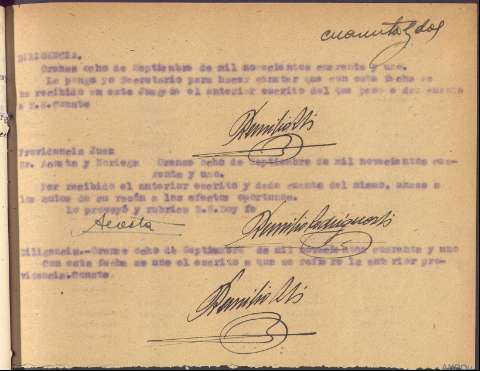 cuarenta y dos
DILIGENCIA.
Orense ocho de Septiembre de mil novecientos cuarenta y uno.
La pongo yo Secretario para hacer constar que con esta fecha se
ha recibido en este Juzgado el anterior escrito del que paso a dar cuenta
a S.S. Conste
Providencia Juez
Sr. Acosta y Noriega Orense ocho de Septiembre de mil novecientos cua-
renta y uno.
Por recibido el anterior escrito y dada cuenta del mismo, unase a
los autos de su razón a los efectos oportunos.
Lo proveyó y rubrica S.S. Doy fe
Acosta
Diligencia.-Orense ocho de Septiembre de mil novecientos cuarenta y uno
Con esta fecha se une el escrito a que se refiere la anterior pro-
videncia.Conste.